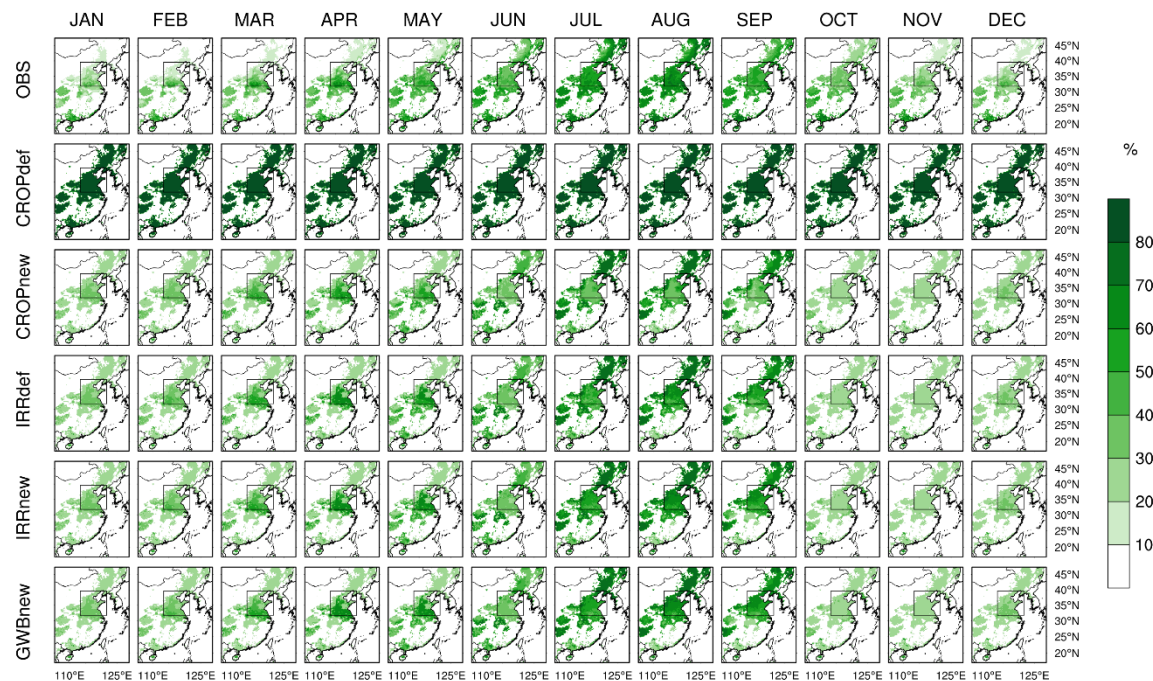 JAN FEB MAR APR MAY JUN JUL AUG SEP OCT NOV DEC
OBS 45°N 40°N 35°N 30°N 25°N 20°N
CROPdef 45°N 40°N 35°N 30°N 25°N 20°N
CROPnew 45°N 40°N 35°N 30°N 25°N 20°N
IRRdef 45°N 40°N 35°N 30°N 25°N 20°N
IRRnew 45°N 40°N 35°N 30°N 25°N 20°N
GWBnew 45°N 40°N 35°N 30°N 25°N 20°N
110°E 125°E 110°E 125°E 110°E 125°E 110°E 125°E 110°E 125°E 110°E 125°E 110°E 125°E 110°E 125°E 110°E 125°E 110°E 125°E 110°E 125°E 110°E 125°E
%
80
70
60
50
40
30
20
10